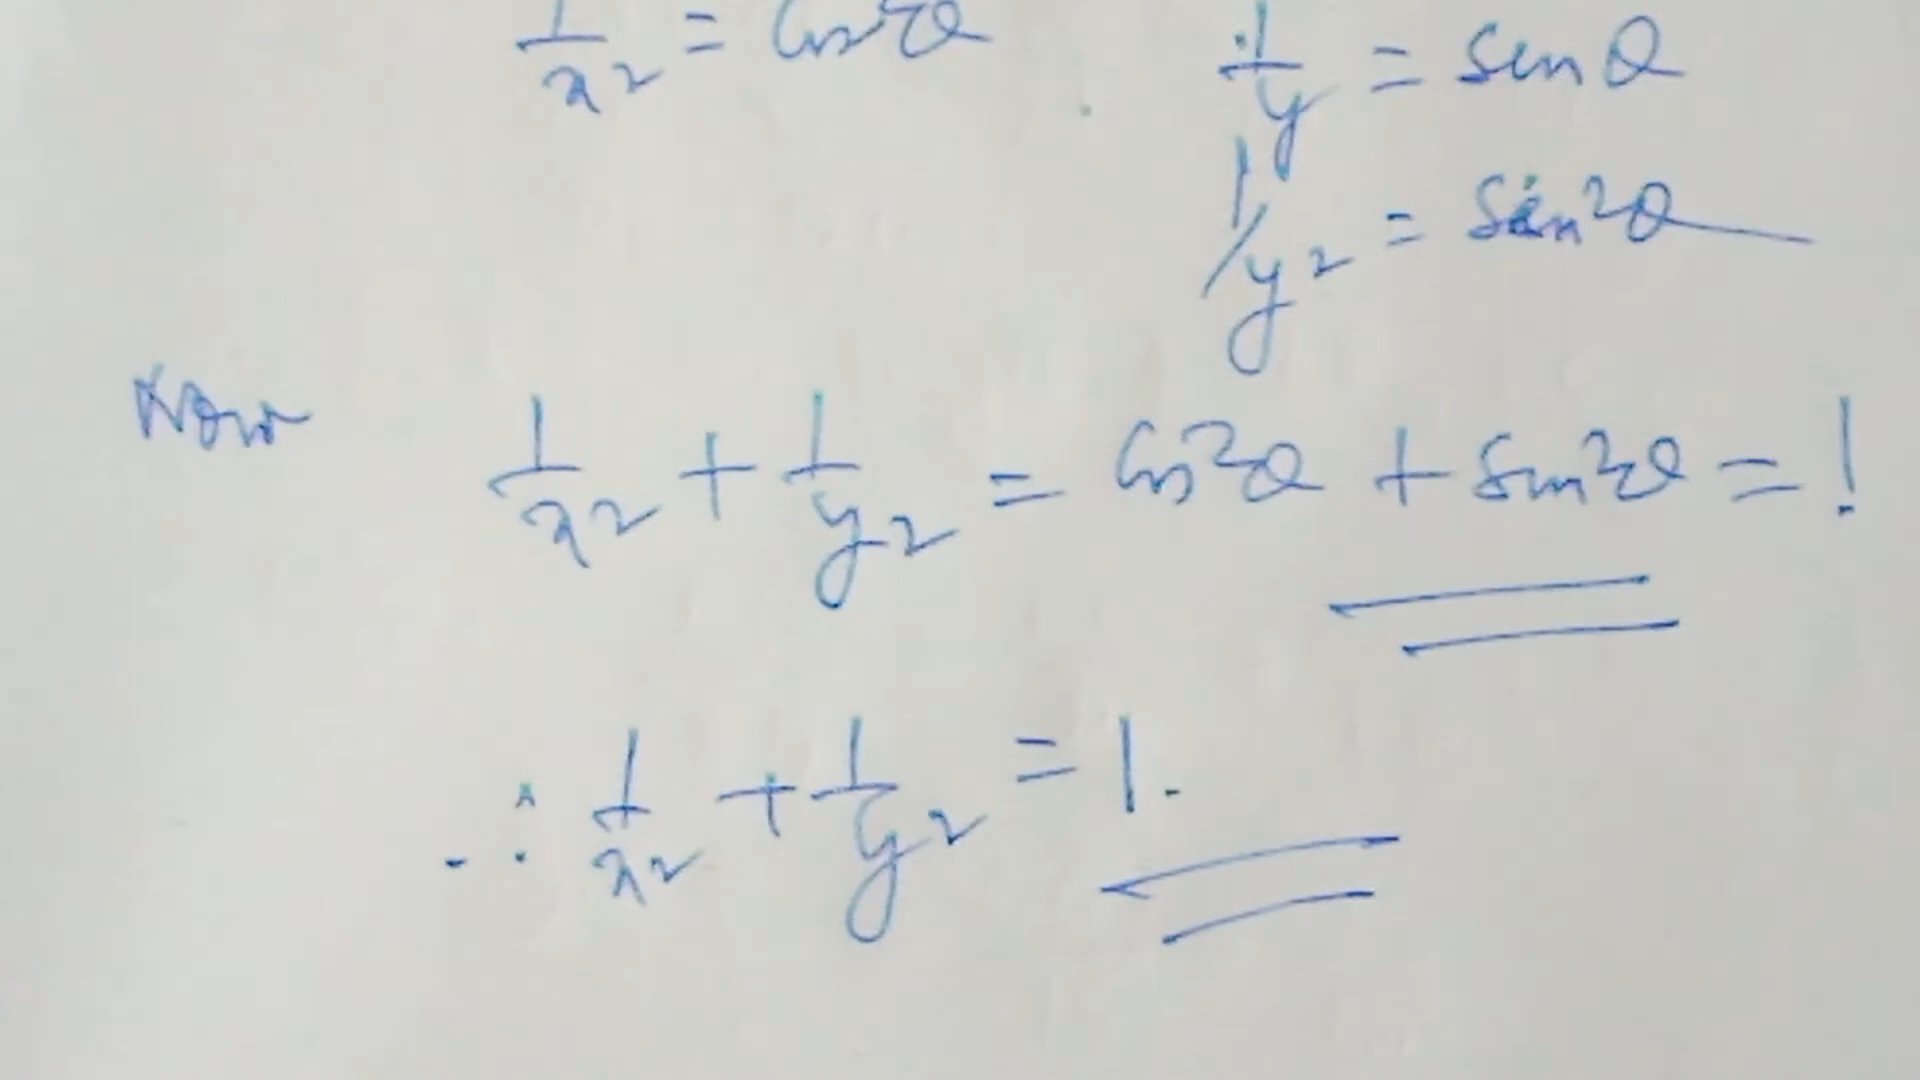 1/x² = Cos²θ
1/y = sinθ
1/y² = Sin²θ
Now 1/x² + 1/y² = Cos²θ + Sin²θ = 1
∴ 1/x² + 1/y² = 1.